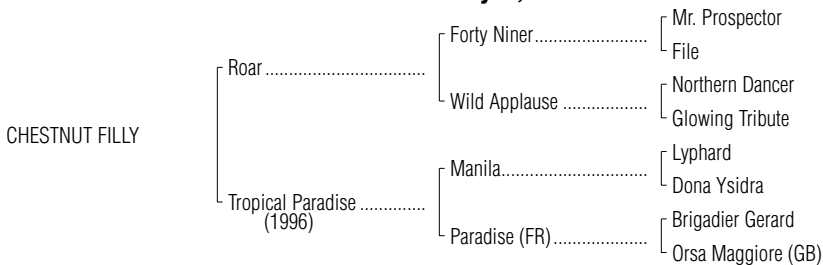 Mr. Prospector
Forty Niner
File
Roar
Northern Dancer
Wild Applause
Glowing Tribute
CHESTNUT FILLY
Lyphard
Manila
Dona Ysidra
Tropical Paradise
(1996)
Brigadier Gerard
Paradise (FR)
Orsa Maggiore (GB)